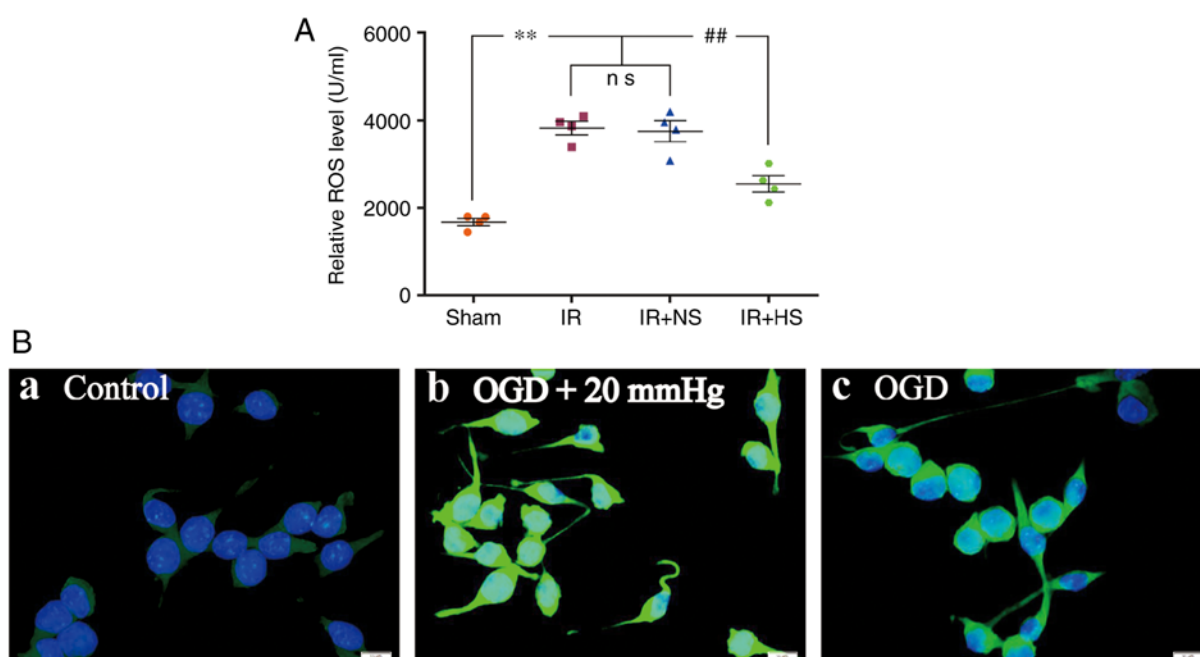 A
Relative ROS level (U/ml)
6000
4000
2000
0
**
##
n s
Sham
IR
IR+NS
IR+HS
B
a Control
b OGD + 20 mmHg
c OGD